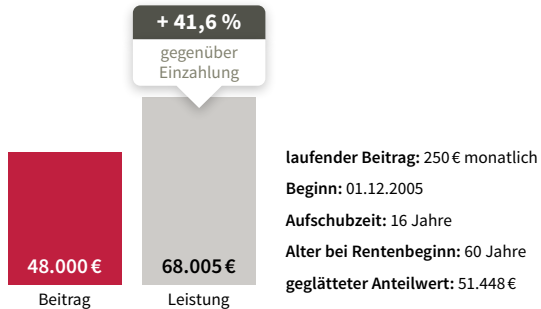 + 41,6 %
gegenüber
Einzahlung
48.000 €
68.005 €
Beitrag
Leistung
laufender Beitrag: 250 € monatlich
Beginn: 01.12.2005
Aufschubzeit: 16 Jahre
Alter bei Rentenbeginn: 60 Jahre
geglätteter Anteilwert: 51.448 €